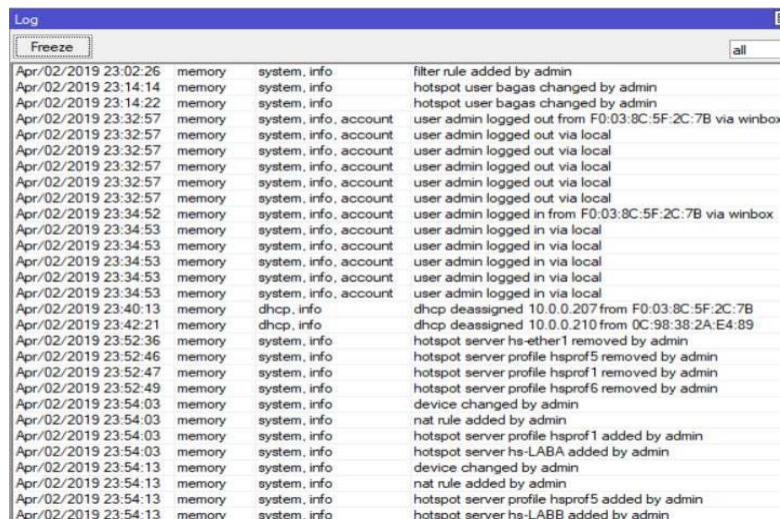 Log
Freeze
all
Apr/02/2019 23:02:26 memory system, info filter rule added by admin
Apr/02/2019 23:14:14 memory system, info hotspot user bagas changed by admin
Apr/02/2019 23:14:22 memory system, info hotspot user bagas changed by admin
Apr/02/2019 23:32:57 memory system, info, account user admin logged out from F0:03:8C:5F:2C:7B via winbox
Apr/02/2019 23:32:57 memory system, info, account user admin logged out via local
Apr/02/2019 23:32:57 memory system, info, account user admin logged out via local
Apr/02/2019 23:32:57 memory system, info, account user admin logged out via local
Apr/02/2019 23:32:57 memory system, info, account user admin logged out via local
Apr/02/2019 23:32:57 memory system, info, account user admin logged out via local
Apr/02/2019 23:34:52 memory system, info, account user admin logged in from F0:03:8C:5F:2C:7B via winbox
Apr/02/2019 23:34:53 memory system, info, account user admin logged in via local
Apr/02/2019 23:34:53 memory system, info, account user admin logged in via local
Apr/02/2019 23:34:53 memory system, info, account user admin logged in via local
Apr/02/2019 23:34:53 memory system, info, account user admin logged in via local
Apr/02/2019 23:34:53 memory system, info, account user admin logged in via local
Apr/02/2019 23:40:13 memory dhcp, info dhcp deassigned 10.0.0.207 from F0:03:8C:5F:2C:7B
Apr/02/2019 23:42:21 memory dhcp, info dhcp deassigned 10.0.0.210 from 0C:98:38:2A:E4:89
Apr/02/2019 23:52:36 memory system, info hotspot server hs-ether1 removed by admin
Apr/02/2019 23:52:46 memory system, info hotspot server profile hsprof5 removed by admin
Apr/02/2019 23:52:47 memory system, info hotspot server profile hsprof1 removed by admin
Apr/02/2019 23:52:49 memory system, info hotspot server profile hsprof6 removed by admin
Apr/02/2019 23:54:03 memory system, info device changed by admin
Apr/02/2019 23:54:03 memory system, info nat rule added by admin
Apr/02/2019 23:54:03 memory system, info hotspot server profile hsprof1 added by admin
Apr/02/2019 23:54:03 memory system, info hotspot server hs-LABA added by admin
Apr/02/2019 23:54:13 memory system, info device changed by admin
Apr/02/2019 23:54:13 memory system, info nat rule added by admin
Apr/02/2019 23:54:13 memory system, info hotspot server profile hsprof5 added by admin
Apr/02/2019 23:54:13 memory system, info hotspot server hs-LABB added by admin